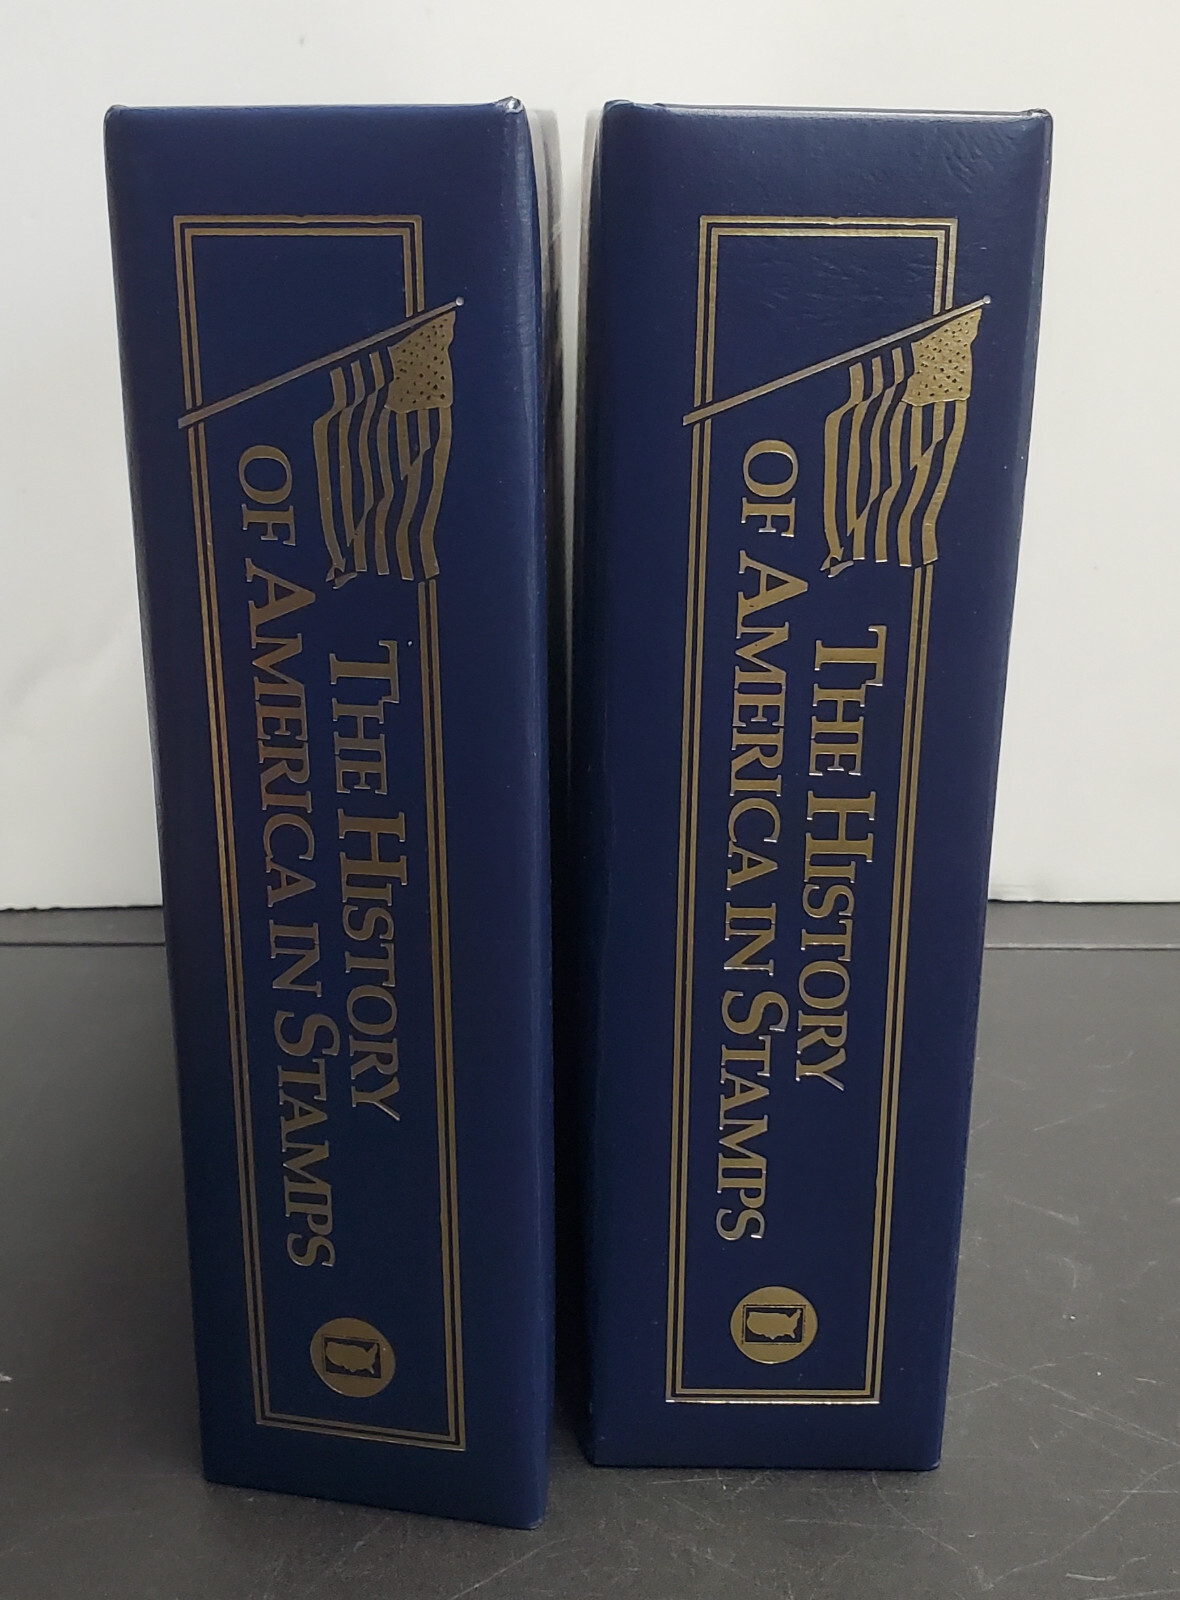 THE HISTORY
OF AMERICA IN STAMPS
THE HISTORY
OF AMERICA IN STAMPS